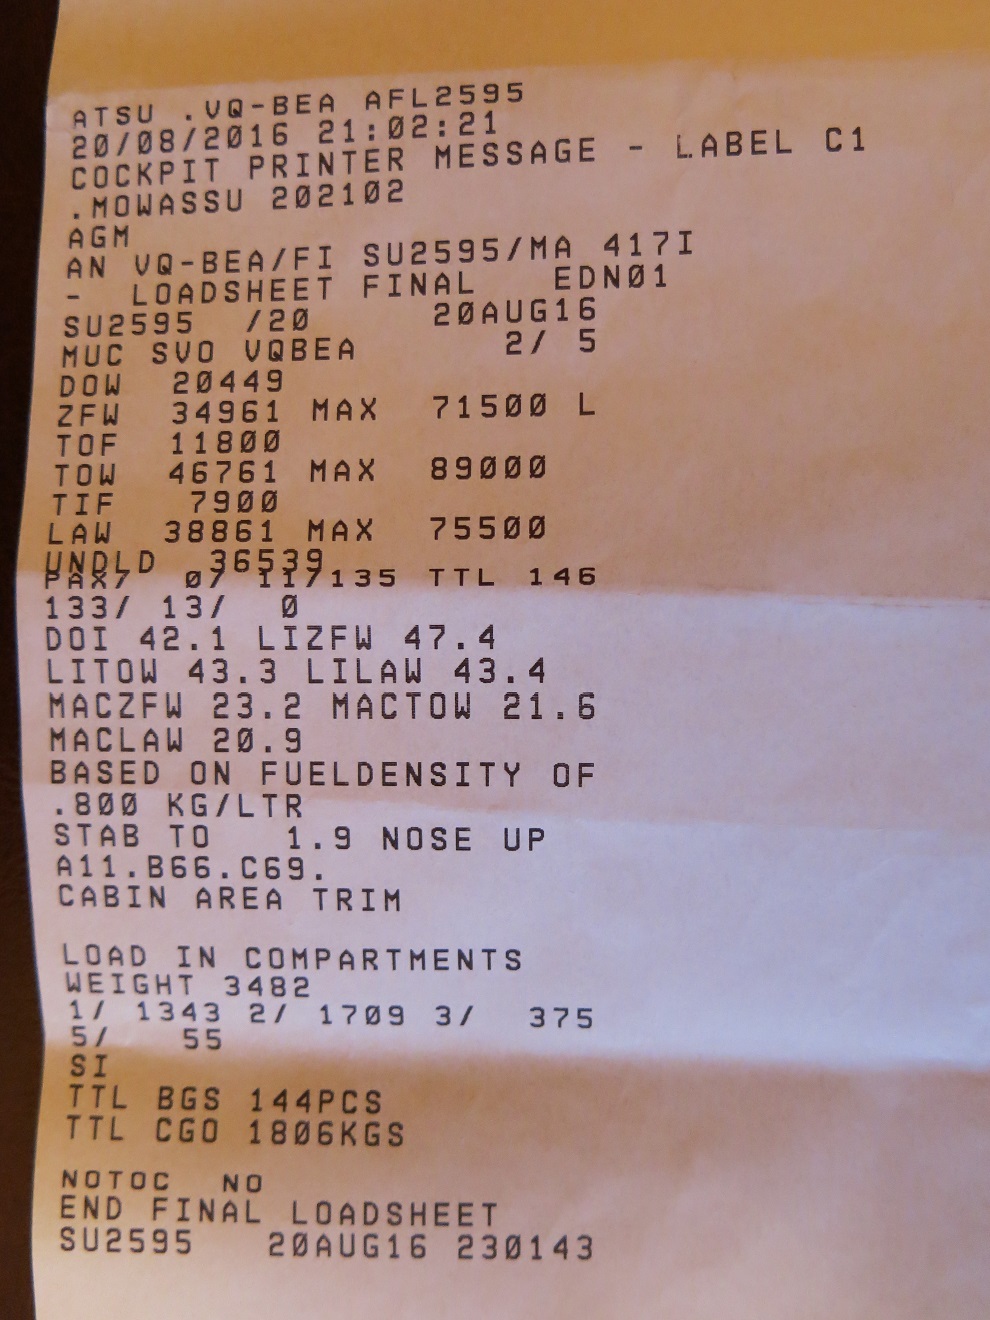 ATSU .VQ-BEA AFL2595
20/08/2016 21:02:21
COCKPIT PRINTER MESSAGE - LABEL C1
.MOWASSU 202102
AGM
AN VQ-BEA/FI SU2595/MA 417I
-  LOADSHEET FINAL   EDN01
SU2595  /20       20AUG16
MUC SVO VQBEA        2/ 5
DOW  20449
ZFW  34961 MAX  71500 L
TOF  11800
TOW  46761 MAX  89000
TIF   7900
LAW  38861 MAX  75500
UNDLD  36539
PAX/  0/ 11/135 TTL 146
133/ 13/  0
DOI 42.1 LIZFW 47.4
LITOW 43.3 LILAW 43.4
MACZFW 23.2 MACTOW 21.6
MACLAW 20.9
BASED ON FUELDENSITY OF
.800 KG/LTR
STAB TO   1.9 NOSE UP
A11.B66.C69.
CABIN AREA TRIM
LOAD IN COMPARTMENTS
WEIGHT 3482
1/ 1343 2/ 1709 3/  375
5/   55
SI
TTL BGS 144PCS
TTL CGO 1806KGS
NOTOC  NO
END FINAL LOADSHEET
SU2595   20AUG16 230143